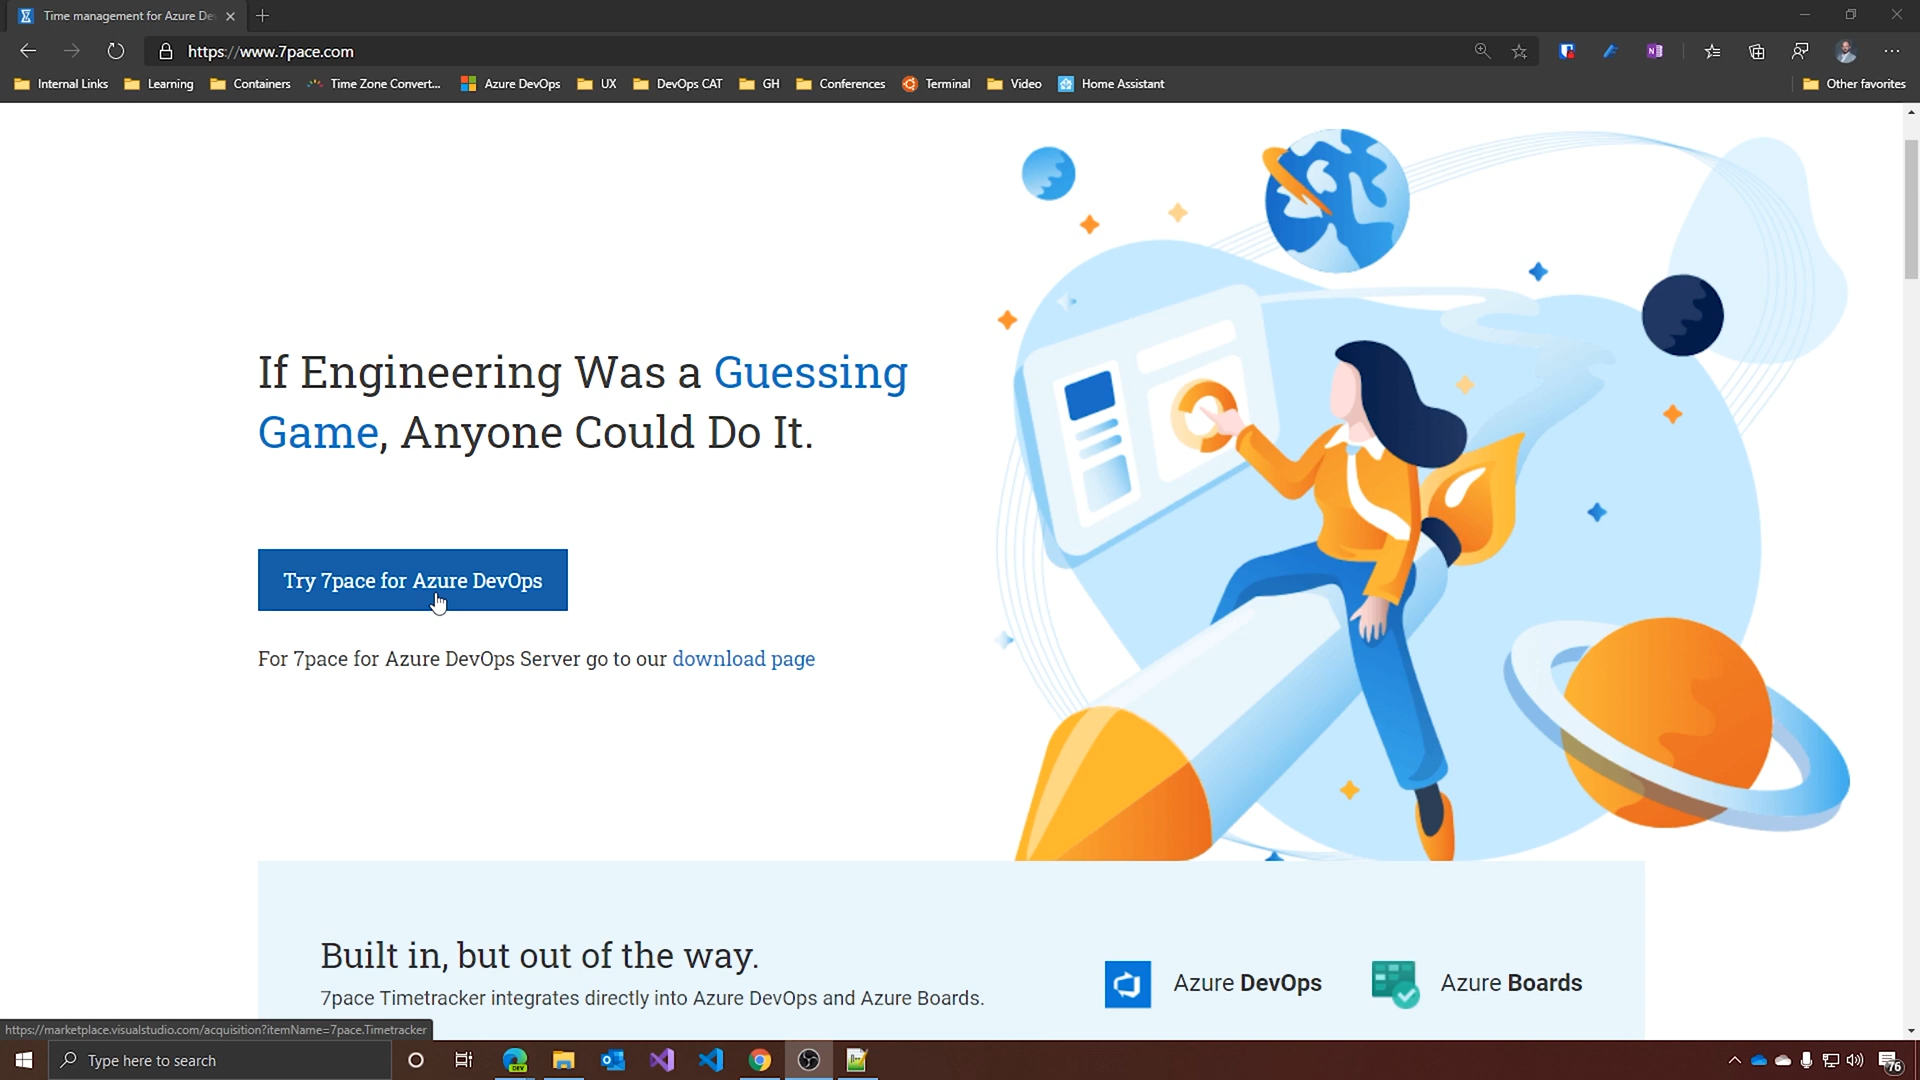 Time management for Azure De
https://www.7pace.com
Internal Links
Learning
Containers
Time Zone Convert...
Azure DevOps
UX
DevOps CAT
GH
Conferences
Terminal
Video
Home Assistant
Other favorites
If Engineering Was a Guessing
Game, Anyone Could Do It.
Try 7pace for Azure DevOps
For 7pace for Azure DevOps Server go to our download page
Built in, but out of the way.
7pace Timetracker integrates directly into Azure DevOps and Azure Boards.
Azure DevOps
Azure Boards
https://marketplace.visualstudio.com/acquisition?itemName=7pace.Timetracker
Type here to search
DEV
76